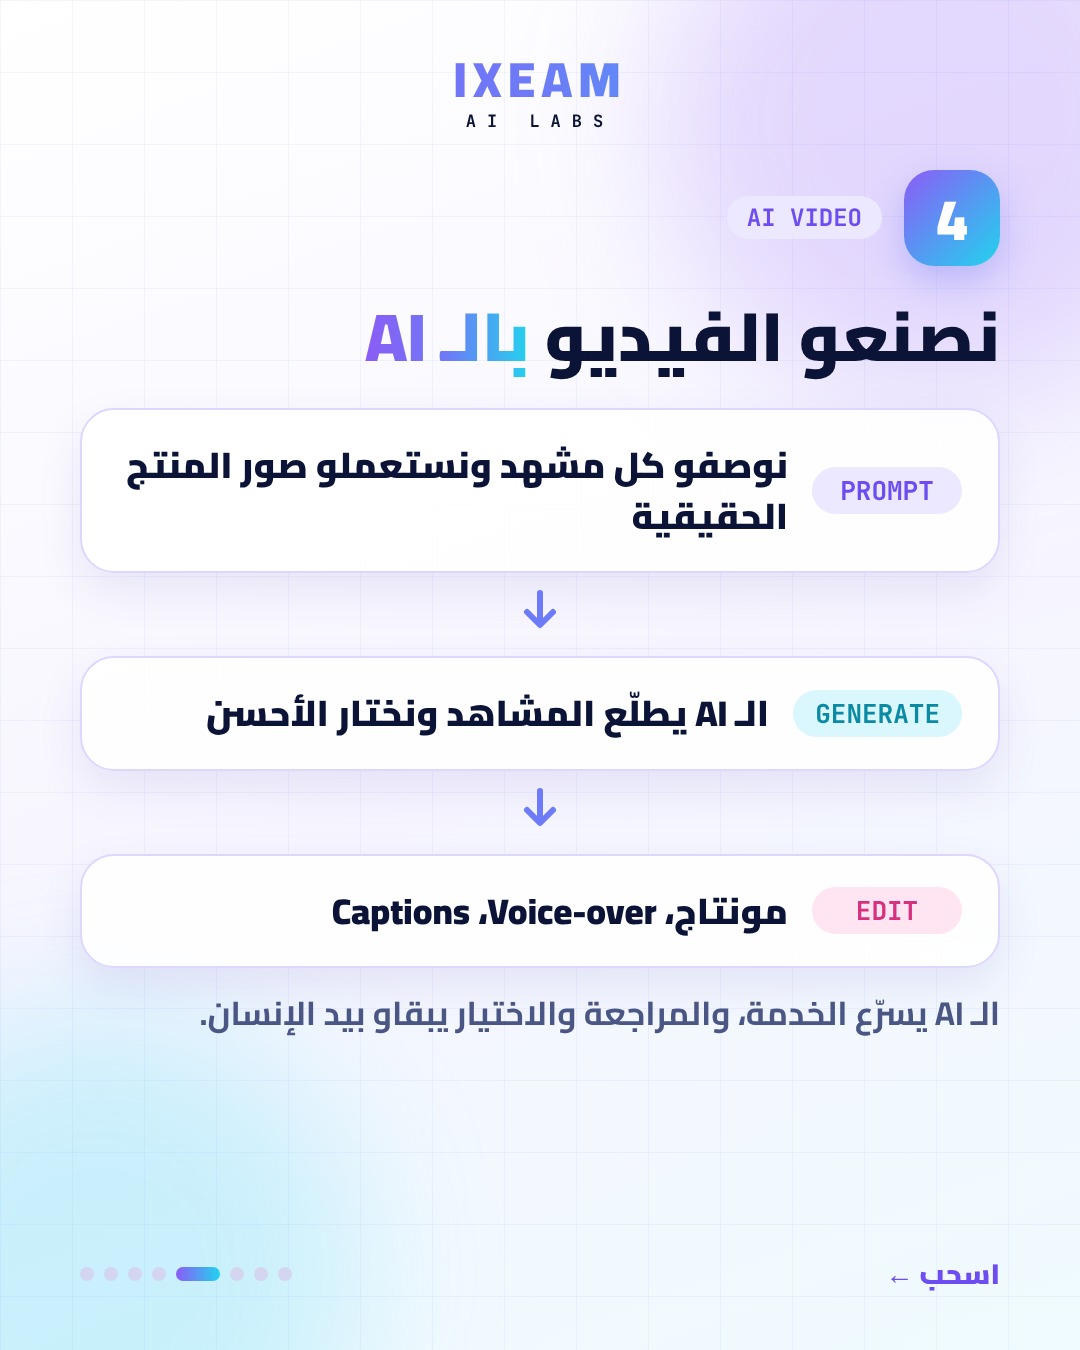 IXEAM
AI LABS
4
AI VIDEO
نصنعو الفيديو بالـ AI
PROMPT
نوصفو كل مشهد ونستعملو صور المنتج
الحقيقية
GENERATE
الـ AI يطلّع المشاهد ونختار الأحسن
EDIT
مونتاج، Voice-over، Captions
الـ AI يسرّع الخدمة، والمراجعة والاختيار يبقاو بيد الإنسان.
اسحب ←